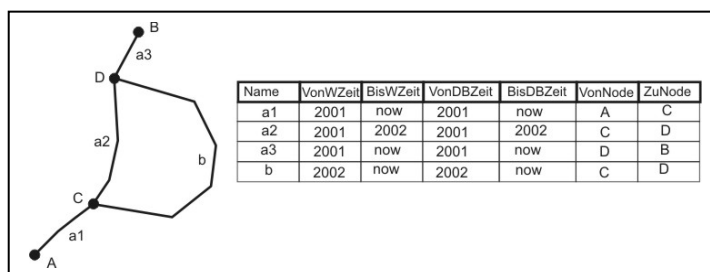 B
a3
D
a2
b
C
a1
A
Name VonWZeit BisWZeit VonDBZeit BisDBZeit VonNode ZuNode
a1 2001 now 2001 now A C
a2 2001 2002 2001 2002 C D
a3 2001 now 2001 now D B
b 2002 now 2002 now C D